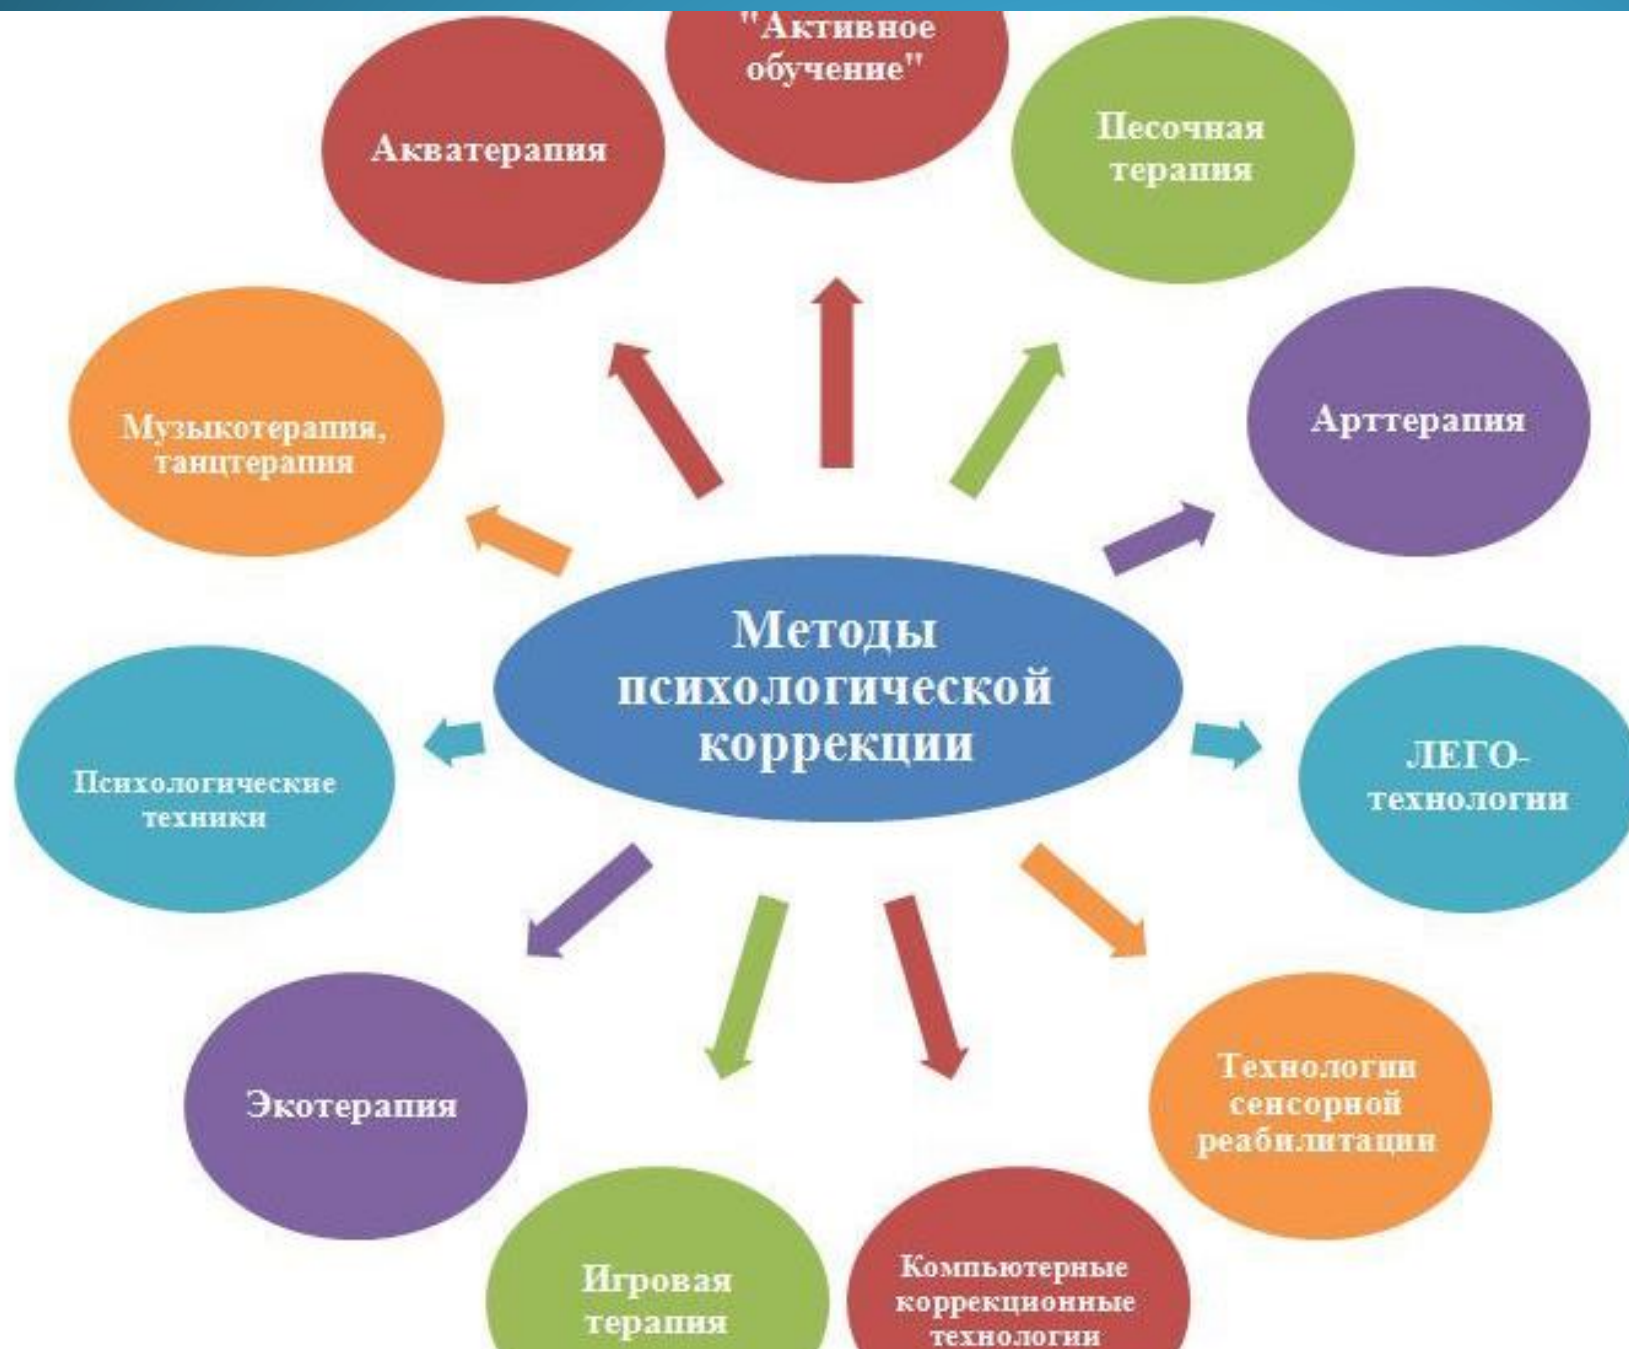 "Активное
обучение"
Песочная
терапия
Акватерапия
Арттерапия
Музыкотерапия,
танцтерапия
Методы
психологической
коррекции
ЛЕГО-
технологии
Психологические
техники
Технологии
сенсорной
реабилитации
Экотерапия
Игровая
терапия
Компьютерные
коррекционные
технологии